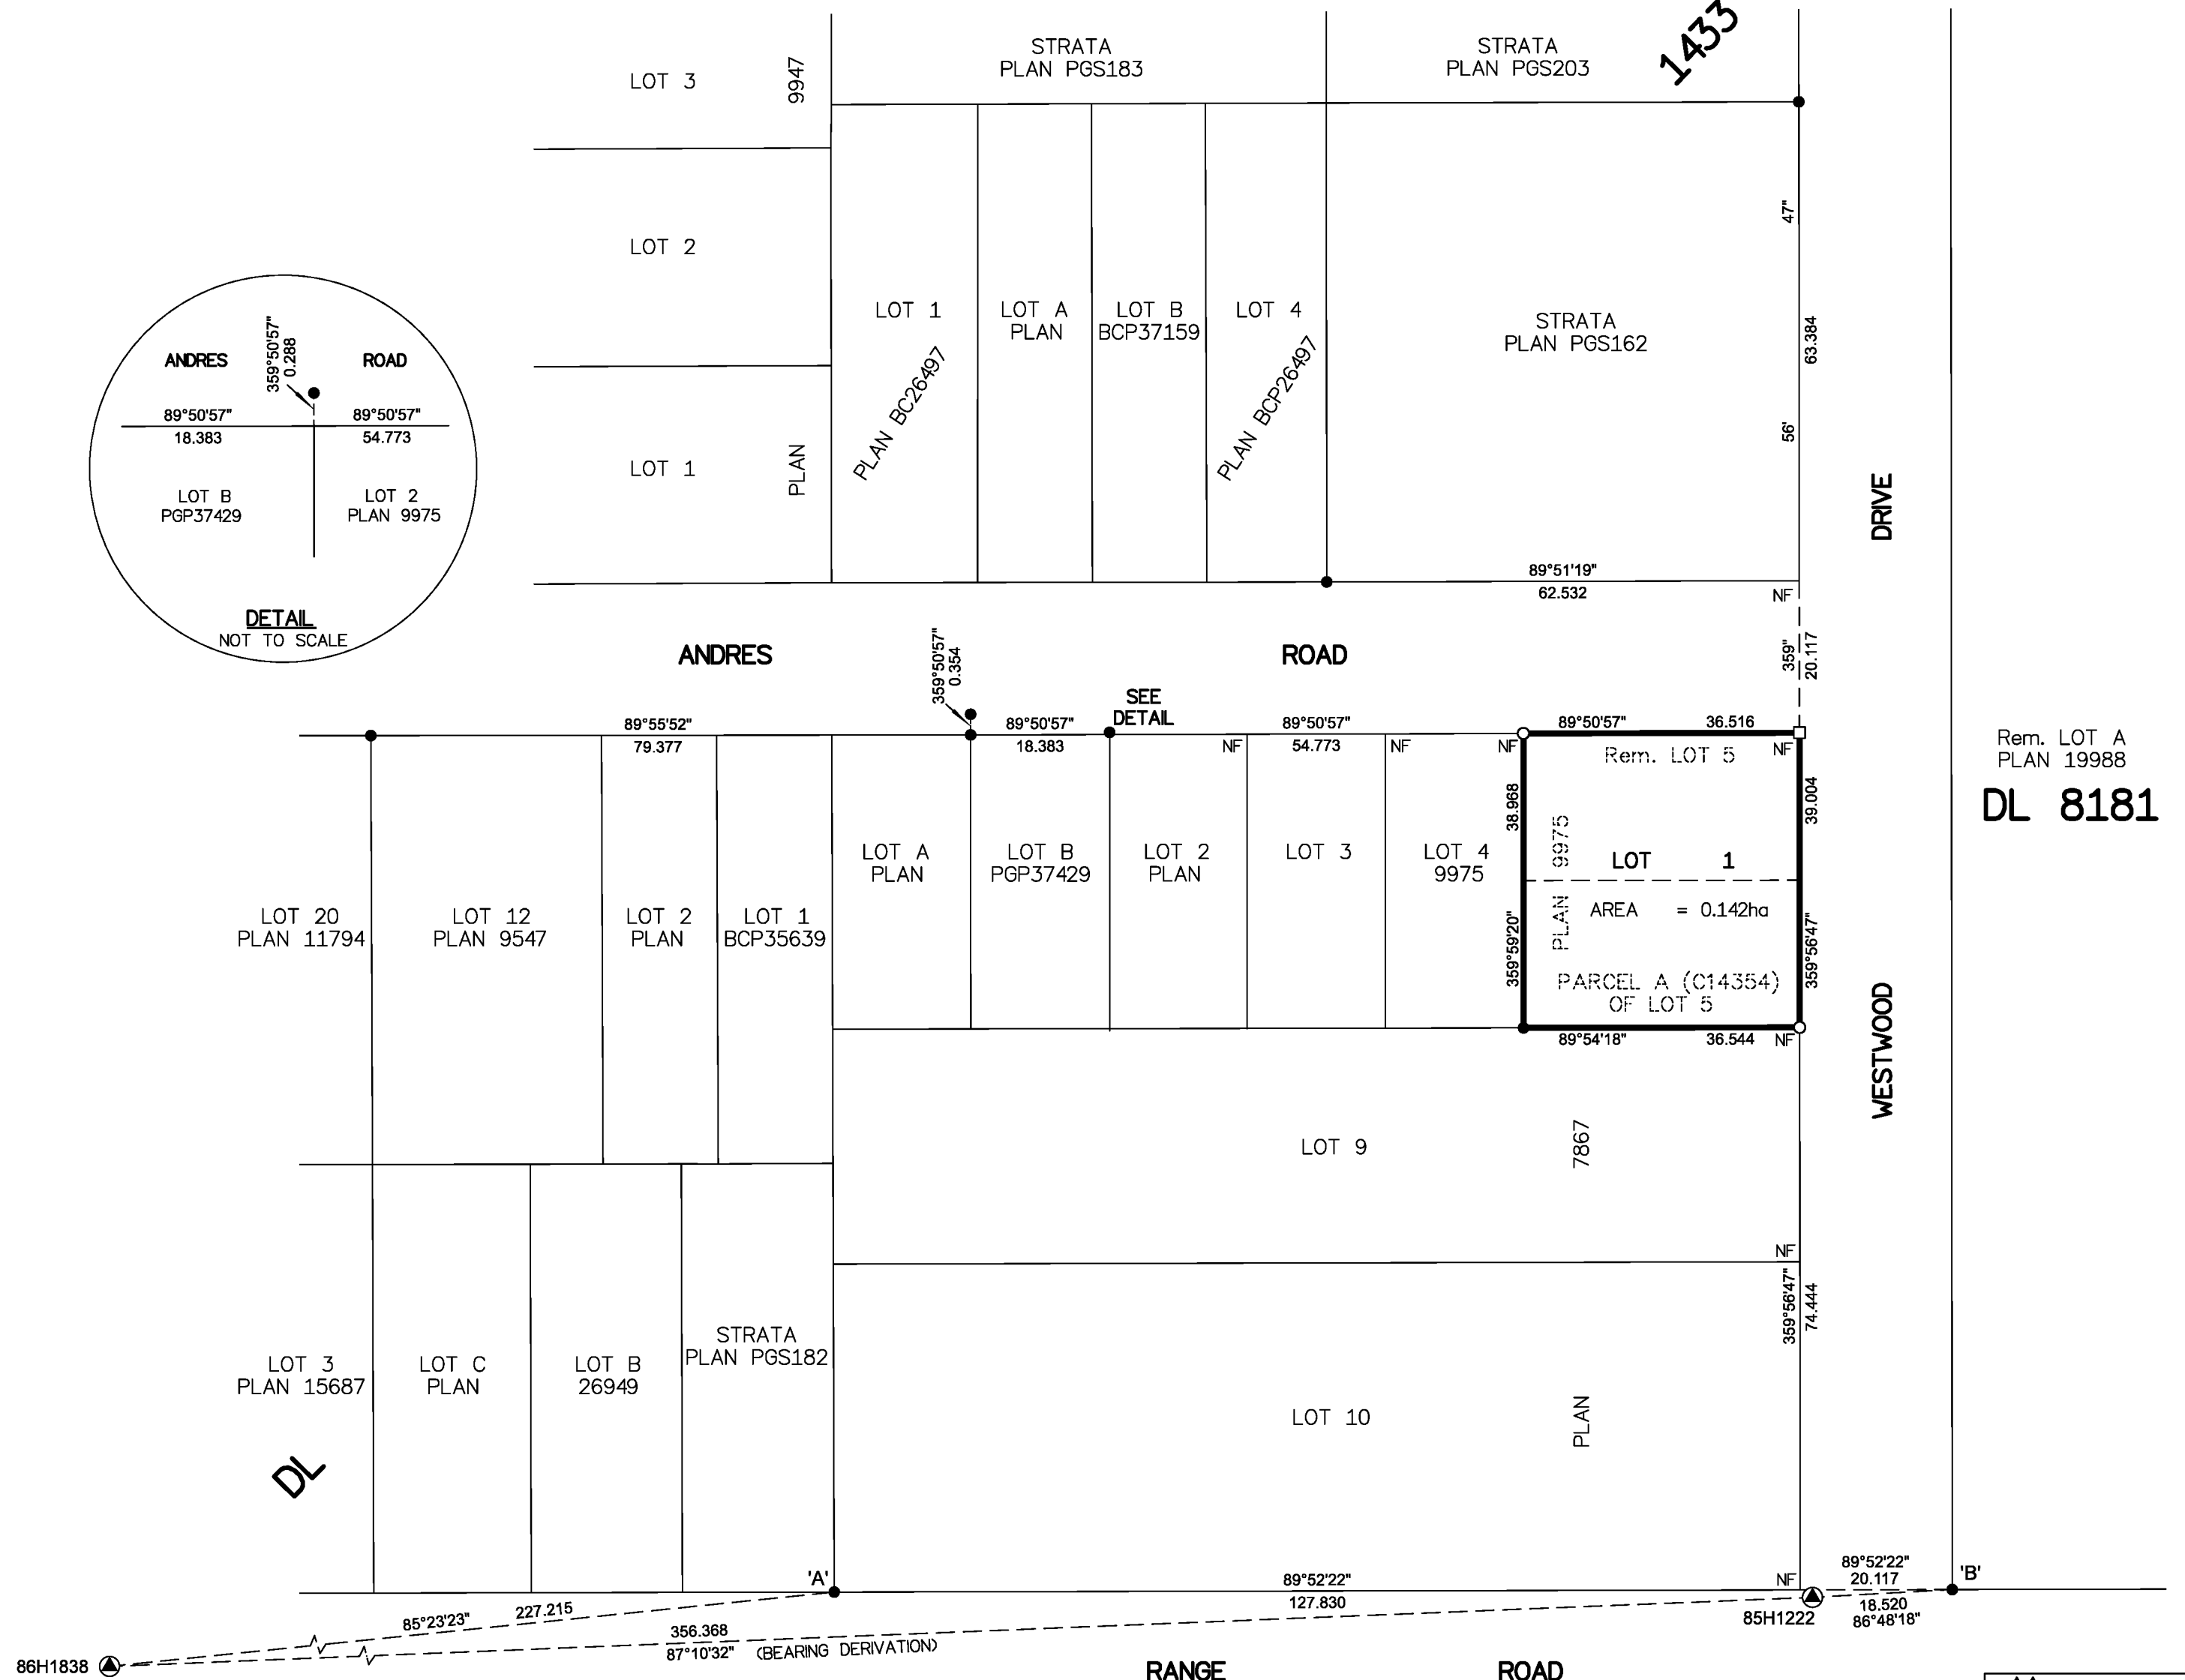 1433
STRATA
PLAN PGS183
STRATA
PLAN PGS203
LOT 3
9947
LOT 2
LOT 1
PLAN
LOT 1
PLAN BC26497
LOT A
PLAN
LOT B
BCP37159
LOT 4
PLAN BCP26497
STRATA
PLAN PGS162
47"
63.384
56'
DRIVE
359°50'57"
0.288
ANDRES
ROAD
89°50'57"
89°50'57"
18.383
54.773
LOT B
PGP37429
LOT 2
PLAN 9975
DETAIL
NOT TO SCALE
89°51'19"
62.532
NF
359°
20.117
ANDRES
ROAD
359°50'57"
0.354
SEE
DETAIL
89°55'52"
79.377
89°50'57"
18.383
89°50'57"
54.773
NF
NF
NF
89°50'57"
36.516
NF
Rem. LOT 5
38.968
39.004
Rem. LOT A
PLAN 19988
DL 8181
LOT A
PLAN
LOT B
PGP37429
LOT 2
PLAN
LOT 3
LOT 4
9975
PLAN 9975
LOT 1
AREA = 0.142ha
359°59'20"
359°56'47"
PARCEL A (C14354)
OF LOT 5
89°54'18"
36.544
NF
LOT 20
PLAN 11794
LOT 12
PLAN 9547
LOT 2
PLAN
LOT 1
BCP35639
WESTWOOD
LOT 9
7867
NF
359°56'47"
74.444
LOT 3
PLAN 15687
LOT C
PLAN
LOT B
26949
STRATA
PLAN PGS182
LOT 10
PLAN
DL
'A'
89°52'22"
127.830
NF
89°52'22"
20.117
'B'
18.520
86°48'18"
85H1222
85°23'23"
227.215
356.368
87°10'32" (BEARING DERIVATION)
86H1838
RANGE
ROAD